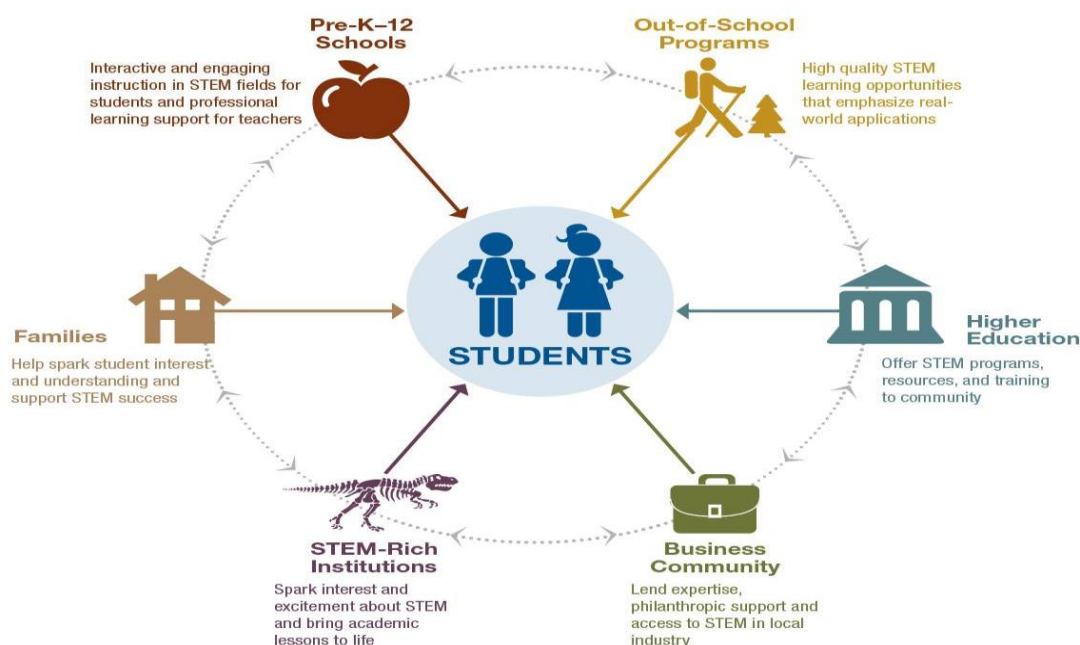 Pre-K–12
Schools
Interactive and engaging
instruction in STEM fields for
students and professional
learning support for teachers
Out-of-School
Programs
High quality STEM
learning opportunities
that emphasize real-
world applications
Families
Help spark student interest
and understanding and
support STEM success
STUDENTS
Higher
Education
Offer STEM programs,
resources, and training
to community
STEM-Rich
Institutions
Spark interest and
excitement about STEM
and bring academic
lessons to life
Business
Community
Lend expertise,
philanthropic support and
access to STEM in local
industry